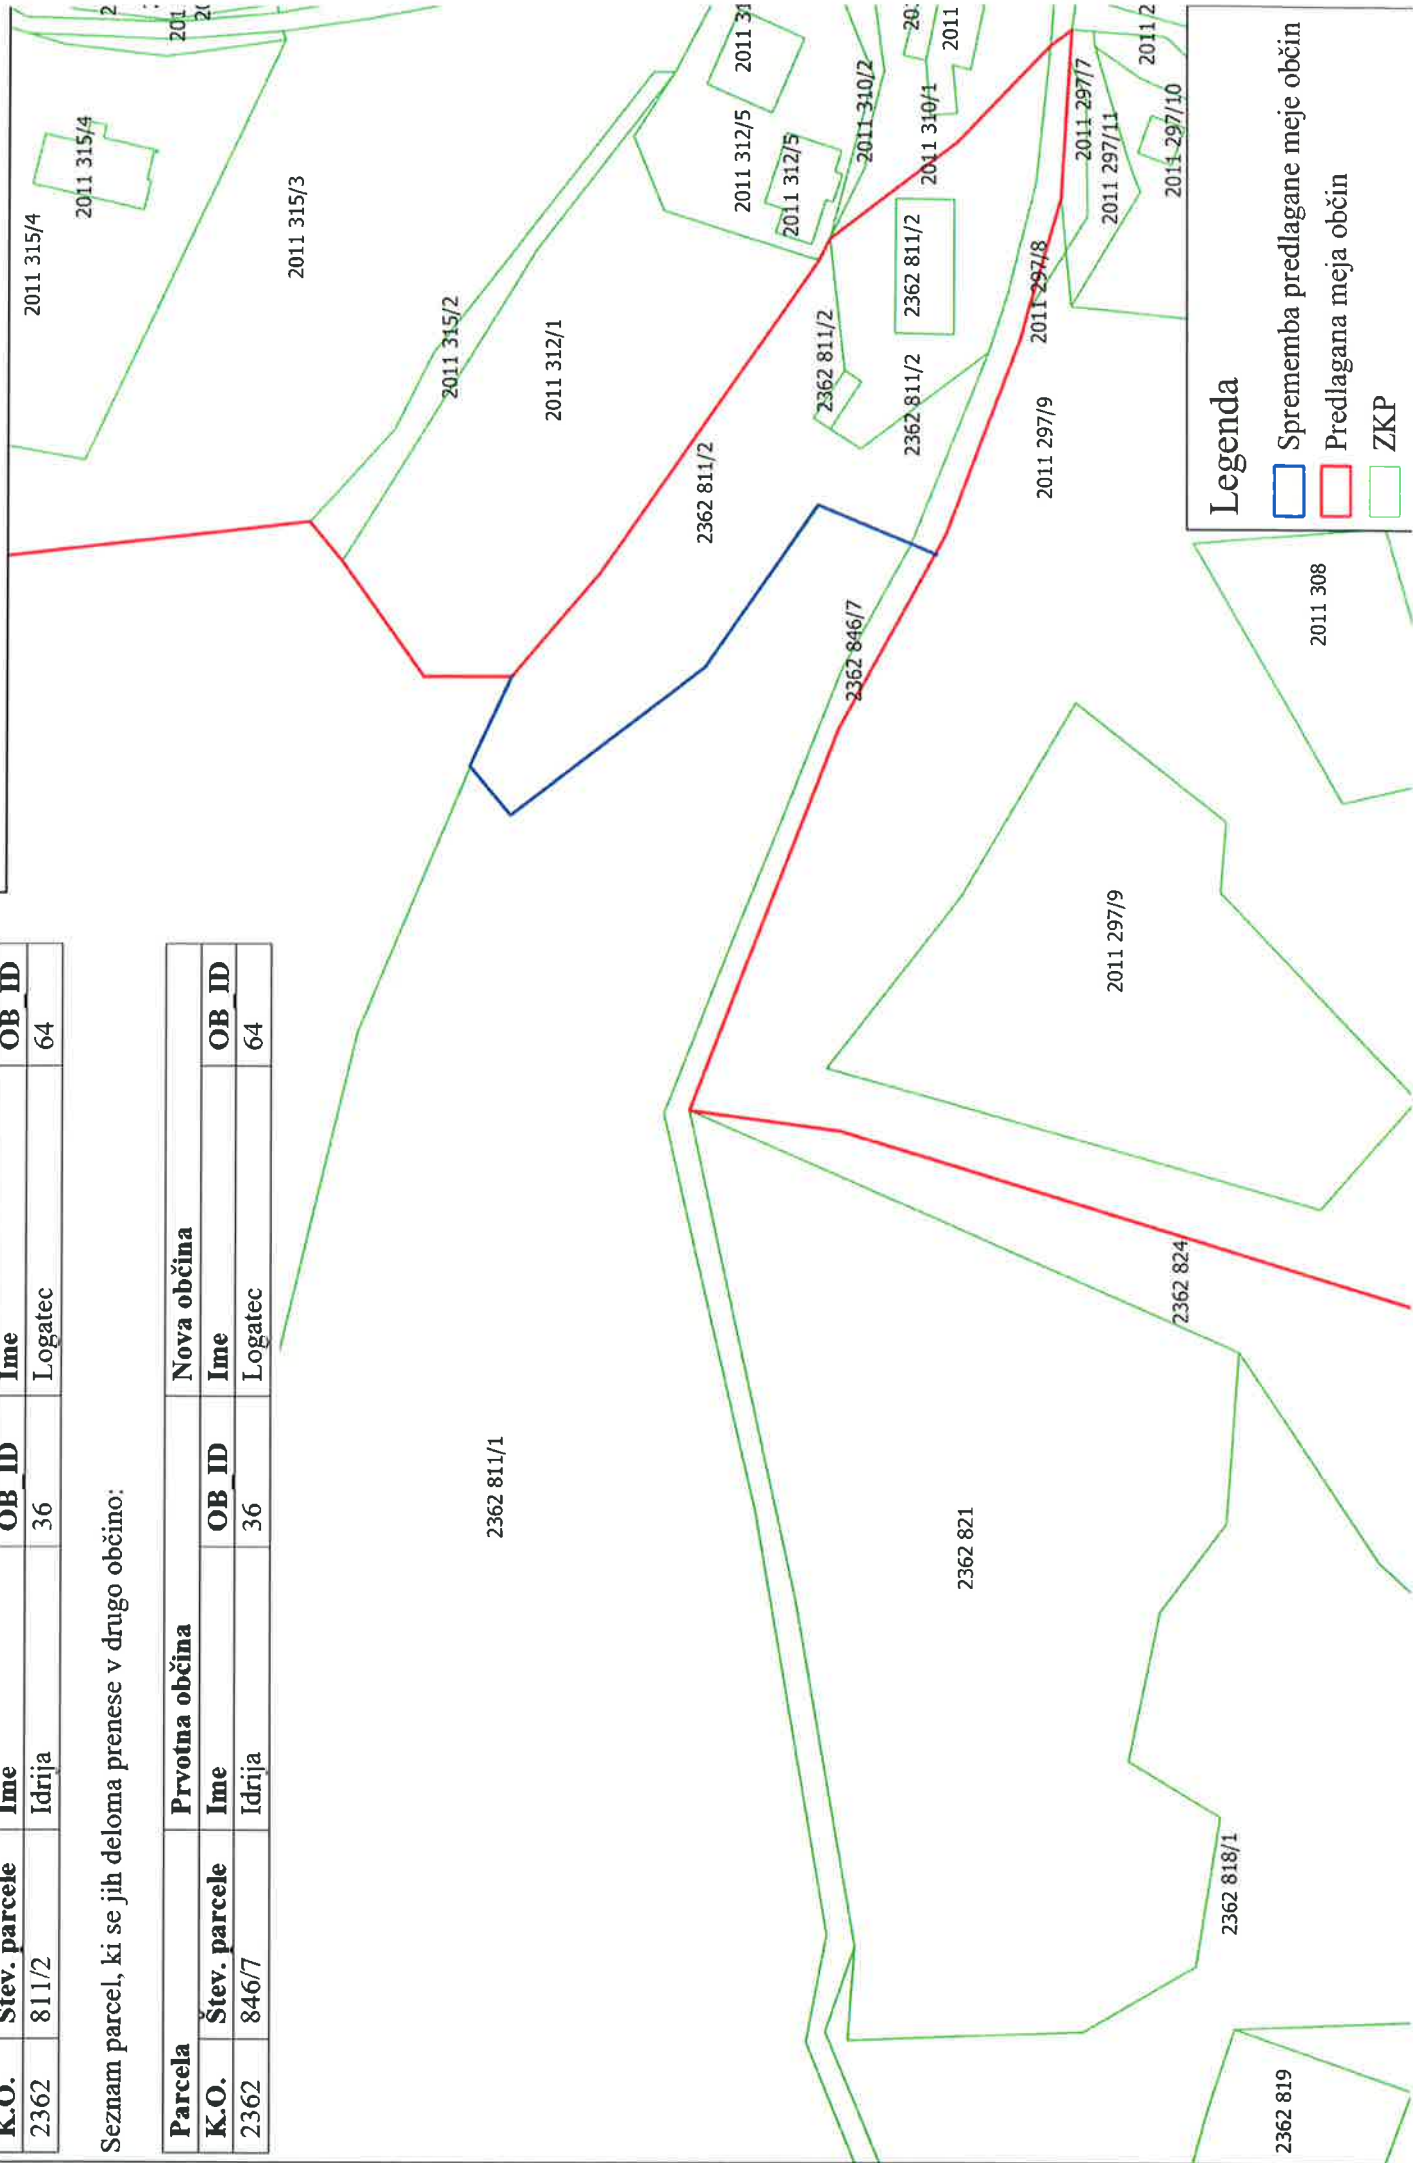 K.O. Štev. parcele Ime OB_ID Ime OB_ID
2362 811/2 Idrija 36 Logatec 64
Seznam parcel, ki se jih deloma prenese v drugo občino:
Parcela Prvotna občina Nova občina
K.O. Štev. parcele Ime OB_ID Ime OB_ID
2362 846/7 Idrija 36 Logatec 64
2011 315/4
2011 315/4
2011 315/3
2011 315/2
2011 312/1
2362 811/1
2362 811/2
2011 312/5
2011 312/5
2011 31
2362 811/2
2011 310/2
2362 846/7
2362 811/2
2362 811/2
2011 310/1
2011
2362 821
2011 297/9
2011 297/8
2011 297/7
2011 297/9
2011 297/11
2011 2
2362 824
2011 297/10
2362 818/1
2362 819
2011 308
Legenda
Sprememba predlagane meje občin
Predlagana meja občin
ZKP